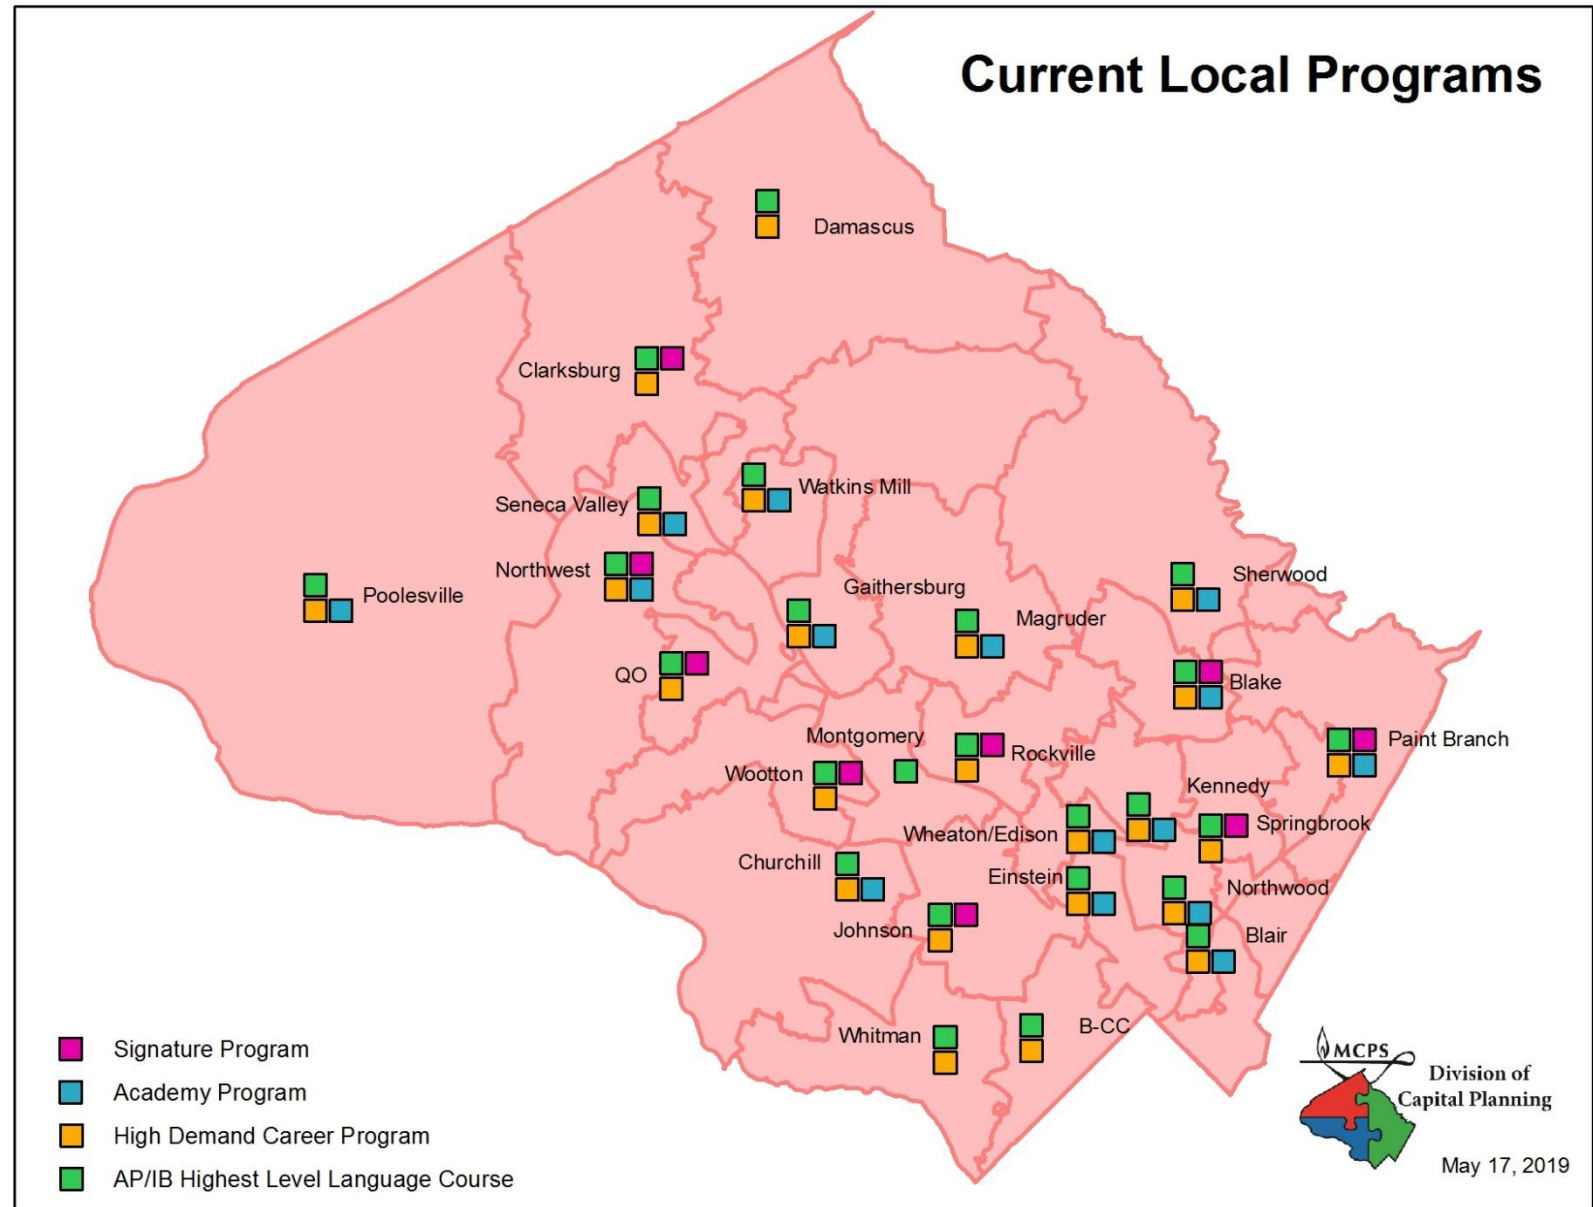 Current Local Programs
Damascus
Clarksburg
Watkins Mill
Seneca Valley
Northwest
Poolesville
Gaithersburg
Sherwood
Magruder
QO
Blake
Montgomery
Rockville
Paint Branch
Wootton
Kennedy
Springbrook
Wheaton/Edison
Churchill
Einstein
Northwood
Johnson
Blair
Whitman
B-CC
Signature Program
Academy Program
High Demand Career Program
AP/IB Highest Level Language Course
MCPS
Division of
Capital Planning
May 17, 2019